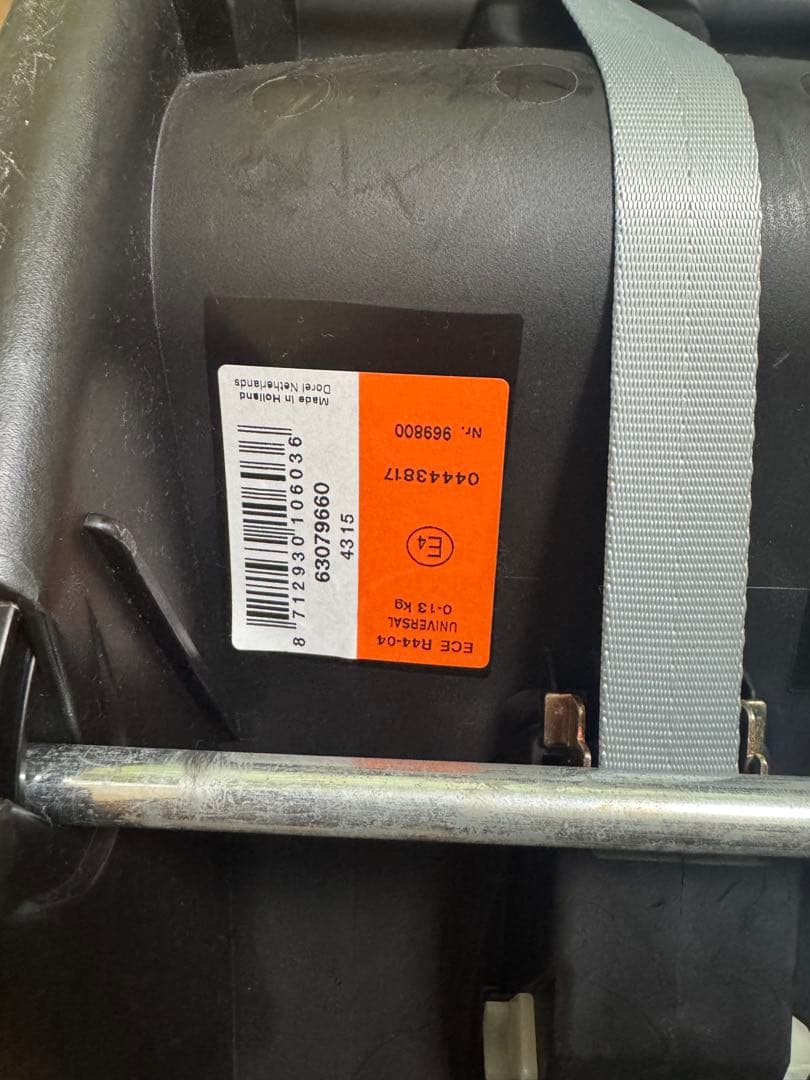 ECE R44-04
UNIVERSAL
0-13 kg
E4
04443817
Nr. 969800
Made in Holland
Dorel Netherlands
8 712930 106036
63079660
4315